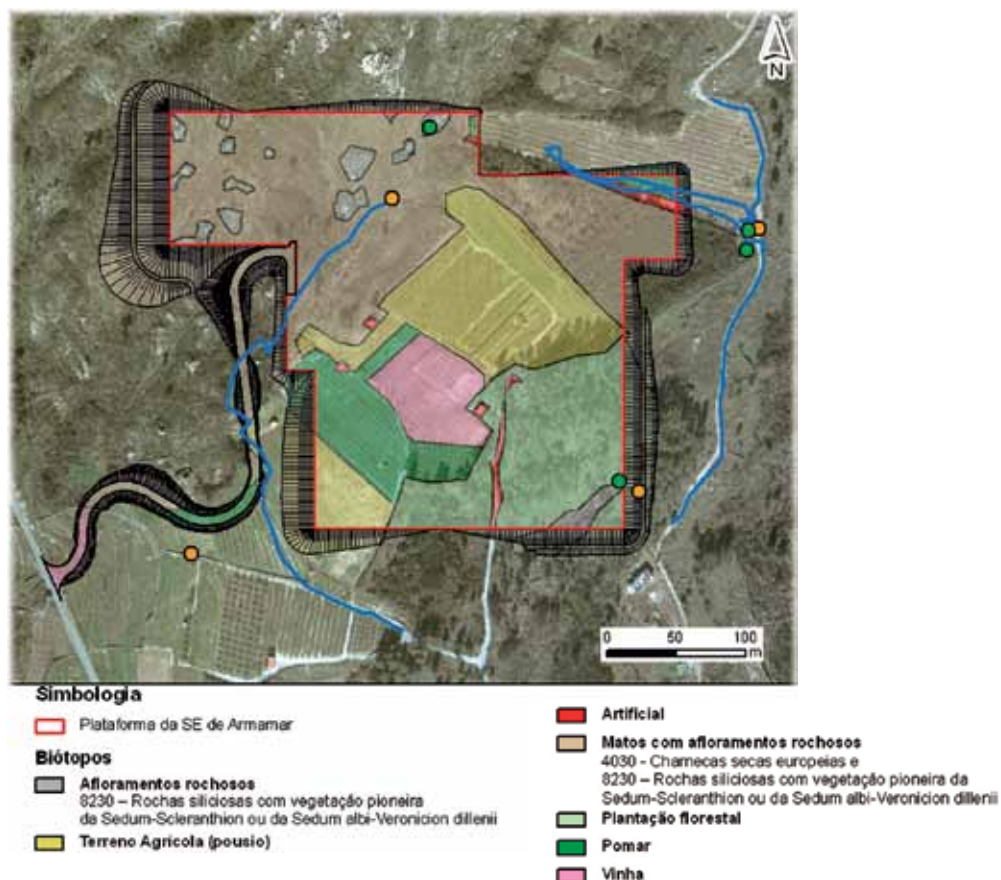 N
0 50 100
m
Simbologia
Plataforma da SE de Armamar
Biótopos
Afloramentos rochosos
8230 – Rochas siliciosas com vegetação pioneira
da Sedum-Scleranthion ou da Sedum albi-Veronicion dillenii
Terreno Agrícola (pousio)
Artificial
Matos com afloramentos rochosos
4030 - Charnecas secas europeias e
8230 – Rochas siliciosas com vegetação pioneira da
Sedum-Scleranthion ou da Sedum albi-Veronicion dillenii
Plantação florestal
Pomar
Vinha